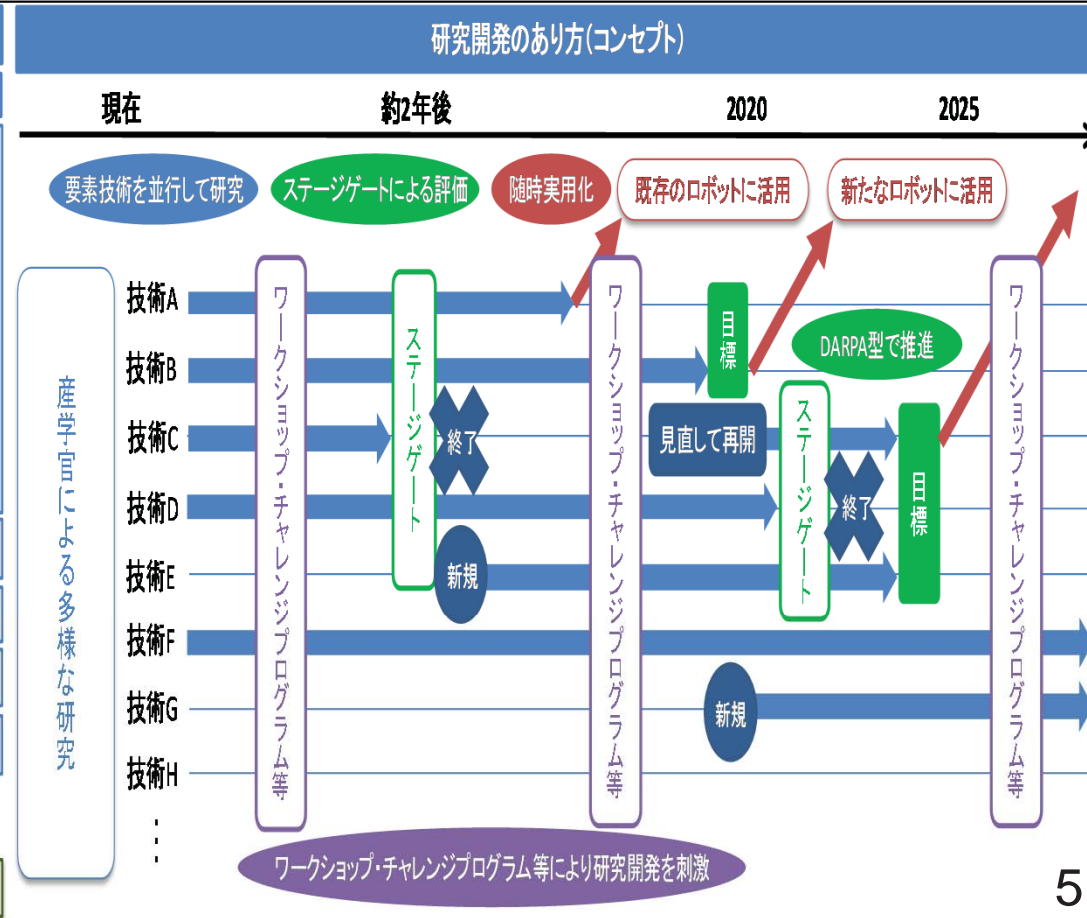 研究開発のあり方(コンセプト)
現在
約2年後
2020
2025
要素技術を並行して研究
ステージゲートによる評価
随時実用化
既存のロボットに活用
新たなロボットに活用
産学官による多様な研究
技術A
技術B
技術C
技術D
技術E
技術F
技術G
技術H
⋮
ワークショップ・チャレンジプログラム等
ステージゲート
終了
新規
ワークショップ・チャレンジプログラム等
目標
見直して再開
新規
DARPA型で推進
ステージゲート
終了
目標
ワークショップ・チャレンジプログラム等
ワークショップ・チャレンジプログラム等により研究開発を刺激
5